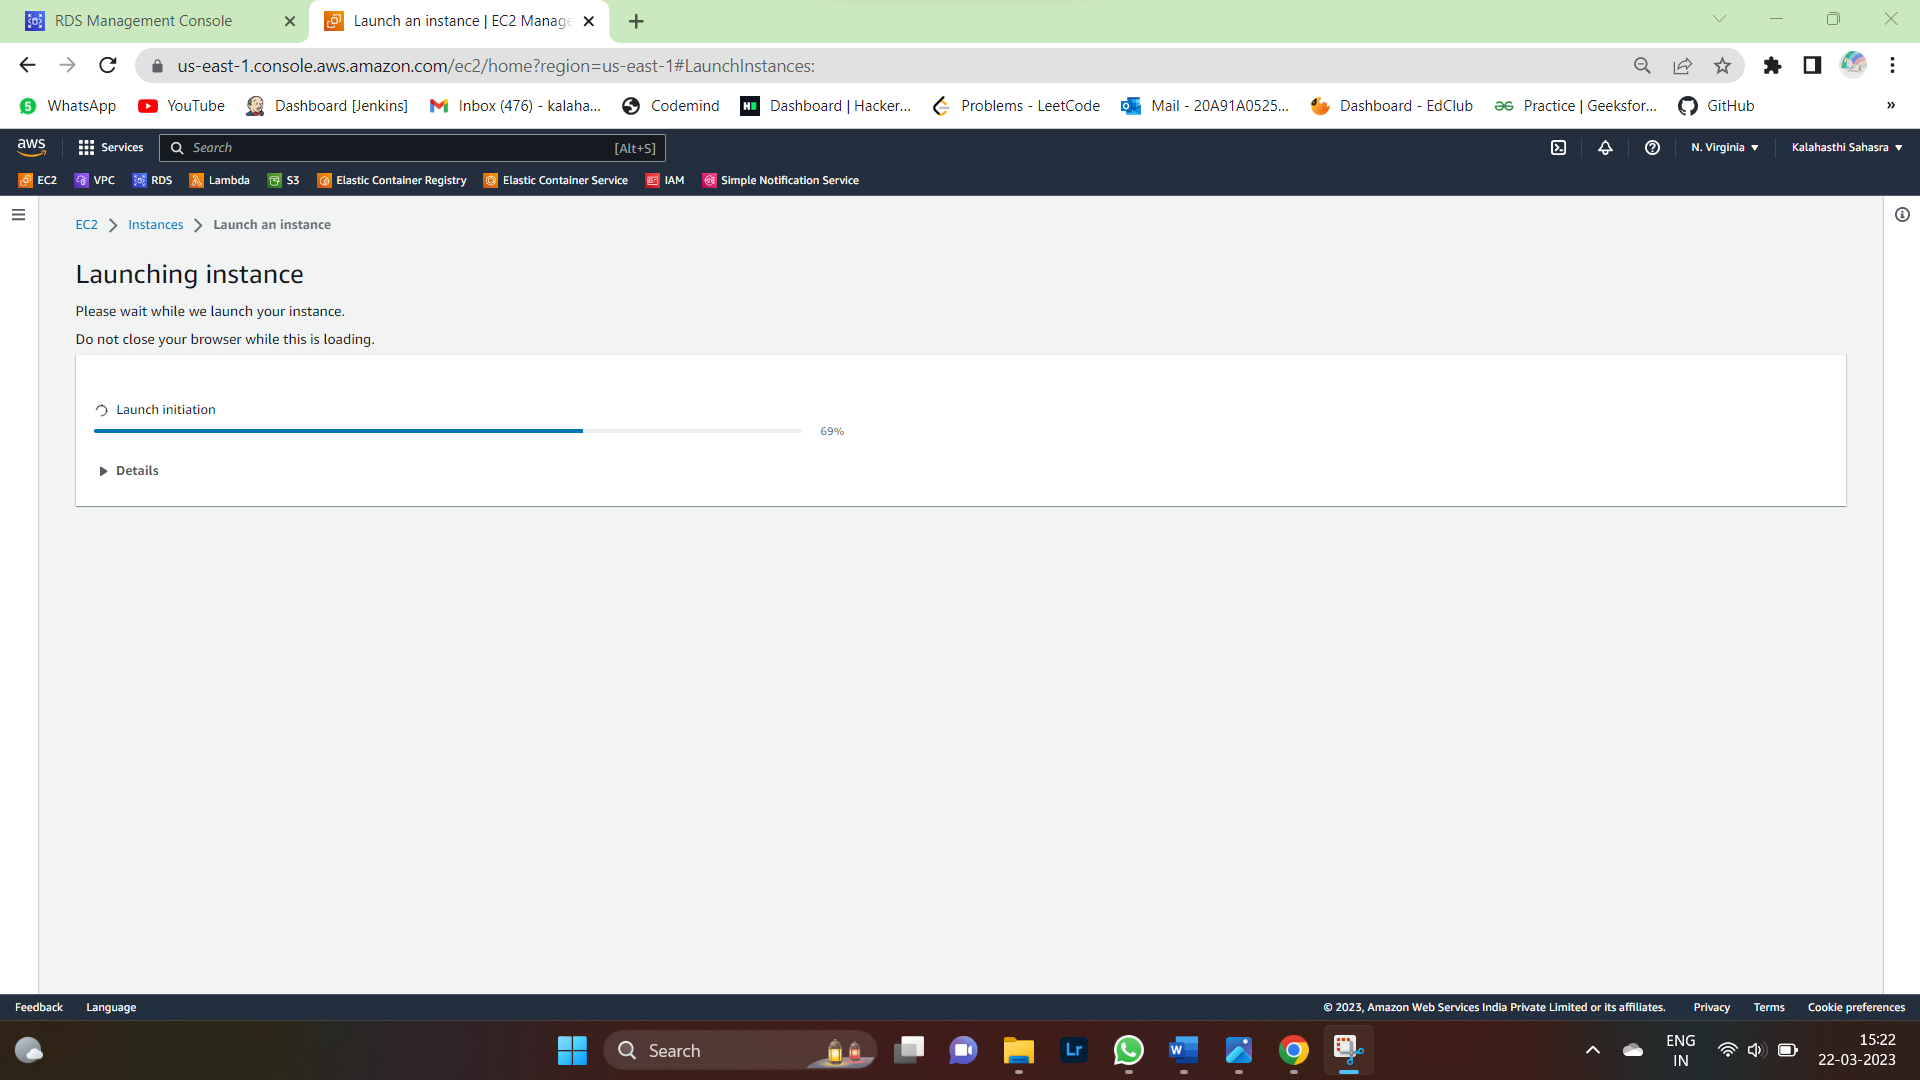 RDS Management Console
Launch an instance | EC2 Manage
us-east-1.console.aws.amazon.com/ec2/home?region=us-east-1#LaunchInstances:
WhatsApp YouTube Dashboard [Jenkins] Inbox (476) - kalaha... Codemind Dashboard | Hacker... Problems - LeetCode Mail - 20A91A0525... Dashboard - EdClub Practice | Geeksfor... GitHub »
aws Services Search [Alt+S] N. Virginia Kalahasthi Sahasra
EC2 VPC RDS Lambda S3 Elastic Container Registry Elastic Container Service IAM Simple Notification Service
EC2 Instances Launch an instance
Launching instance
Please wait while we launch your instance.
Do not close your browser while this is loading.
Launch initiation
69%
Details
Feedback Language © 2023, Amazon Web Services India Private Limited or its affiliates. Privacy Terms Cookie preferences
Search Lr W ENG 15:22
IN 22-03-2023